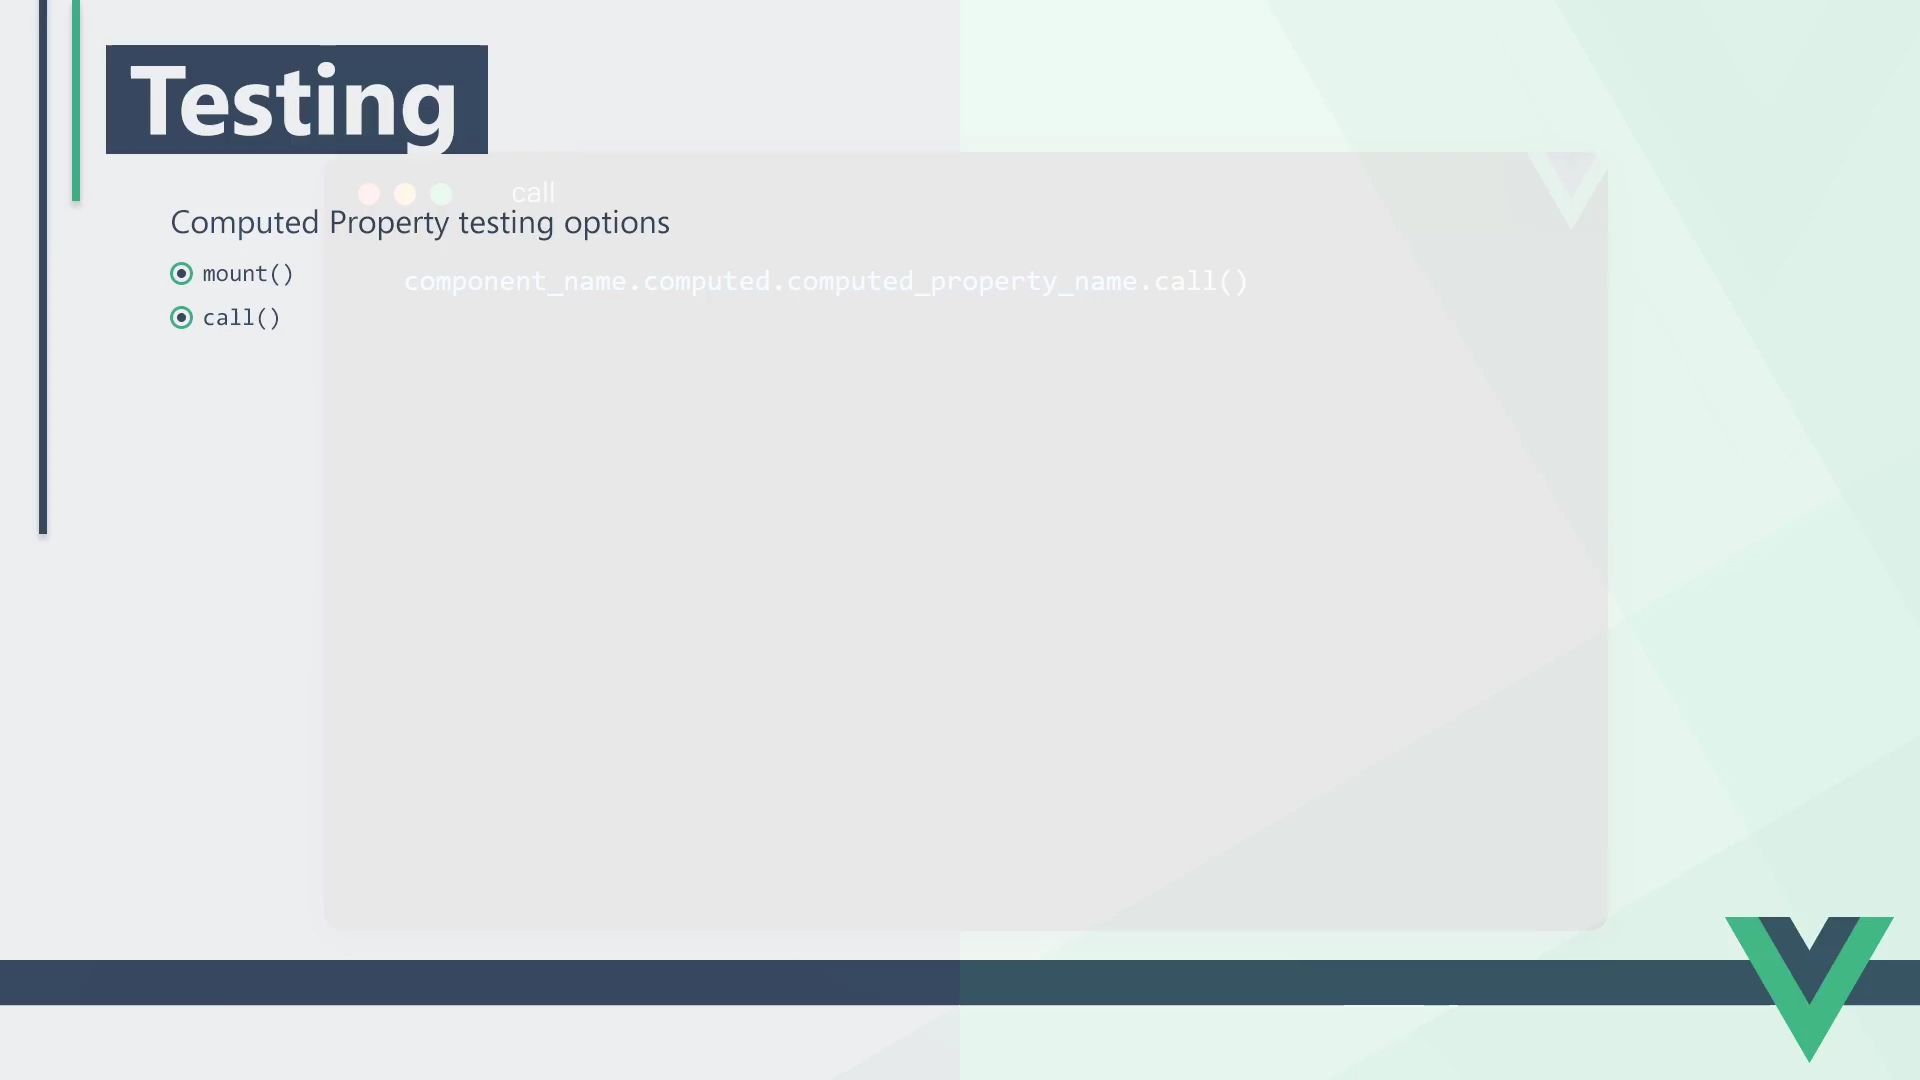 Testing
call
Computed Property testing options
mount()
component_name.computed.computed_property_name.call()
call()